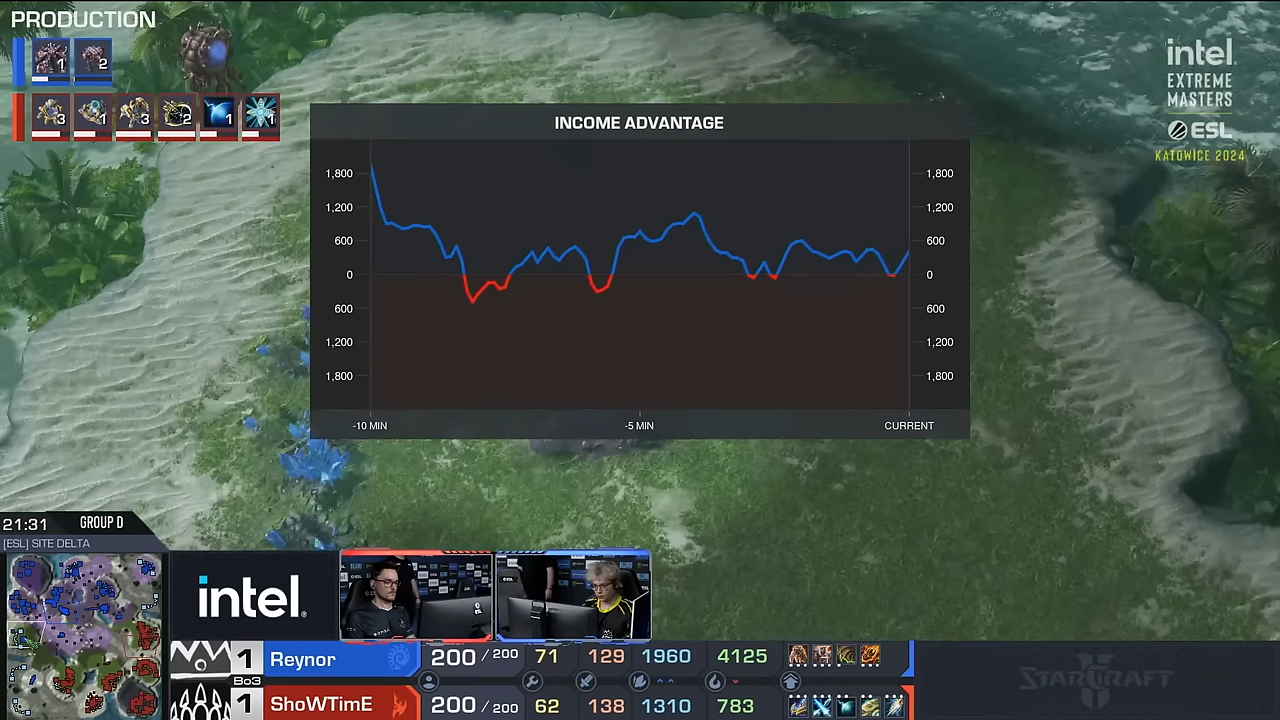 PRODUCTION
1
2
3
1
3
2
1
1
intel.
EXTREME
MASTERS
ESL
KATOWICE 2024
INCOME ADVANTAGE
1,800
1,800
1,200
1,200
600
600
0
0
600
600
1,200
1,200
1,800
1,800
-10 MIN
-5 MIN
CURRENT
21:31
GROUP D
[ESL] SITE DELTA
intel.
1 Reynor 200 / 200 71 129 1960 4125
Bo3
1 ShoWTimE 200 / 200 62 138 1310 783
STARCRAFT